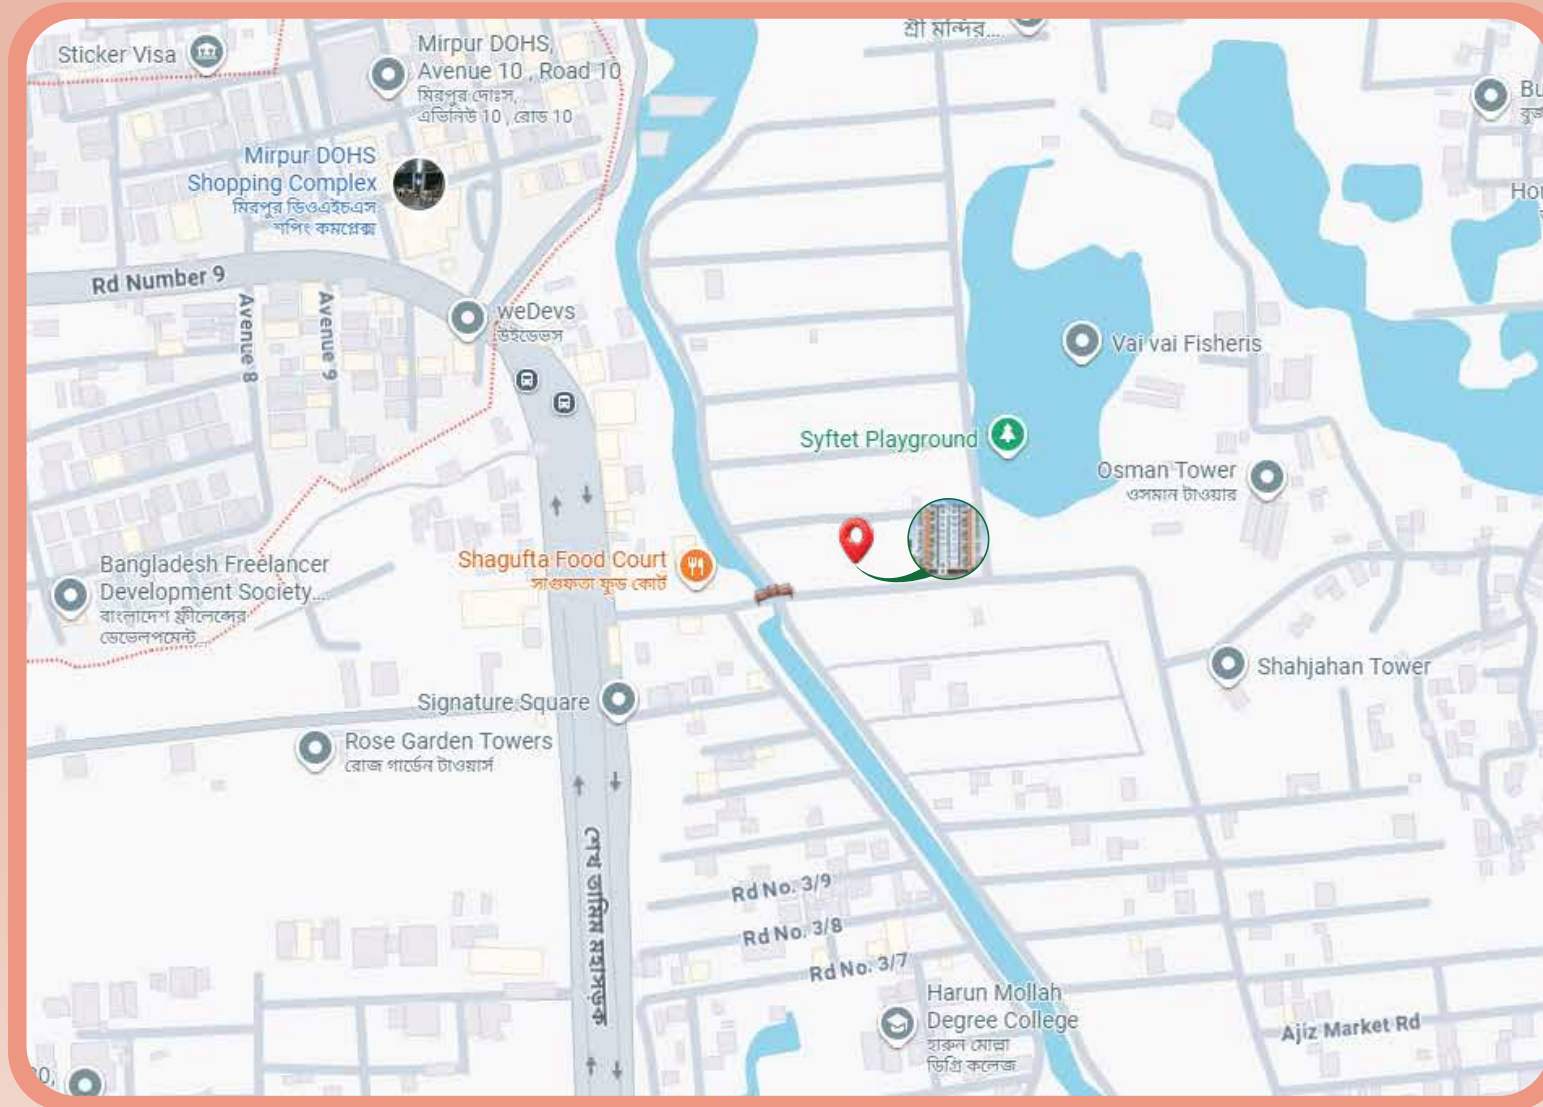 Sticker Visa
Mirpur DOHS,
Avenue 10 , Road 10
মিরপুর দোঃস,
এভিনিউ 10 , রোড 10
শ্রী মন্দির...
Mirpur DOHS
Shopping Complex
মিরপুর ডিওএইচএস
শপিং কমপ্লেক্স
Rd Number 9
Avenue 8
Avenue 9
weDevs
উইডেভস
Vai vai Fisheris
Syftet Playground
Osman Tower
ওসমান টাওয়ার
Shagufta Food Court
সাগুফতা ফুড কোর্ট
Bangladesh Freelancer
Development Society...
বাংলাদেশ ফ্রীলেন্সের
ডেভেলপমেন্ট...
Shahjahan Tower
Signature Square
Rose Garden Towers
রোজ গার্ডেন টাওয়ার্স
শেখ তামিম মহাসড়ক
Rd No. 3/9
Rd No. 3/8
Rd No. 3/7
Harun Mollah
Degree College
হারুন মোল্লা
ডিগ্রি কলেজ
Ajiz Market Rd